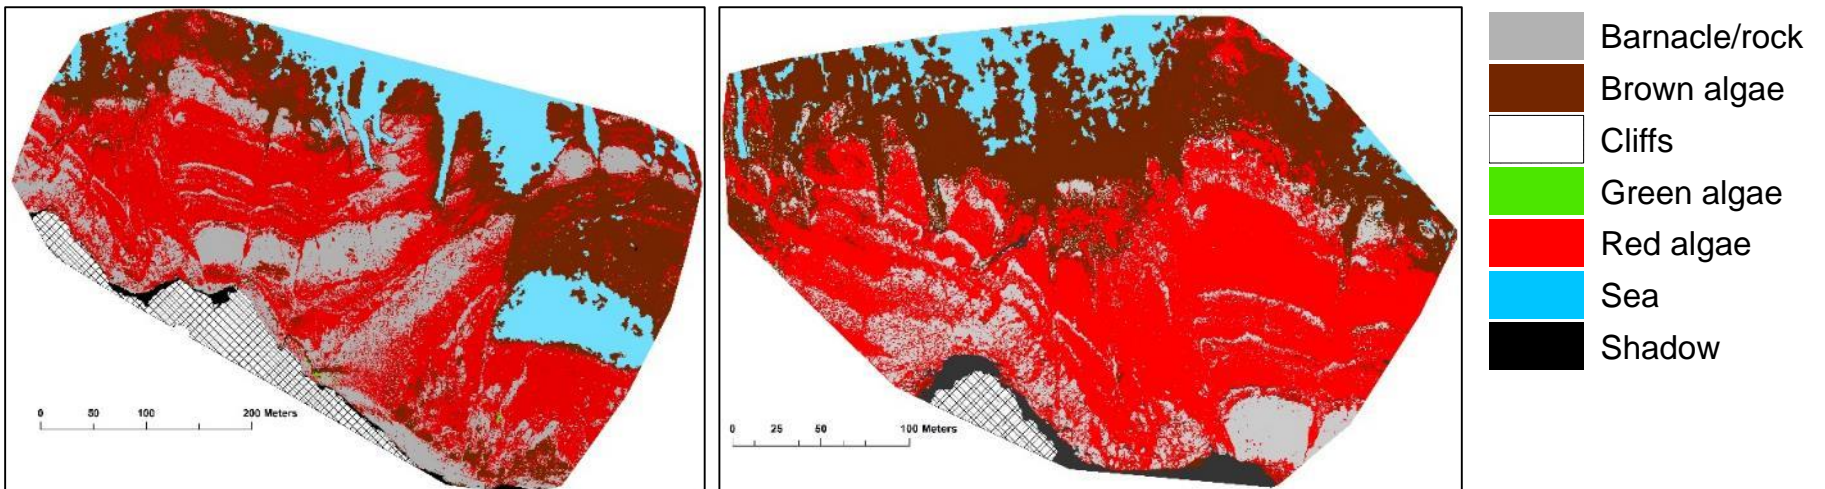 Barnacle/rock
Brown algae
Cliffs
Green algae
Red algae
Sea
Shadow
0 50 100 200 Meters
0 25 50 100 Meters